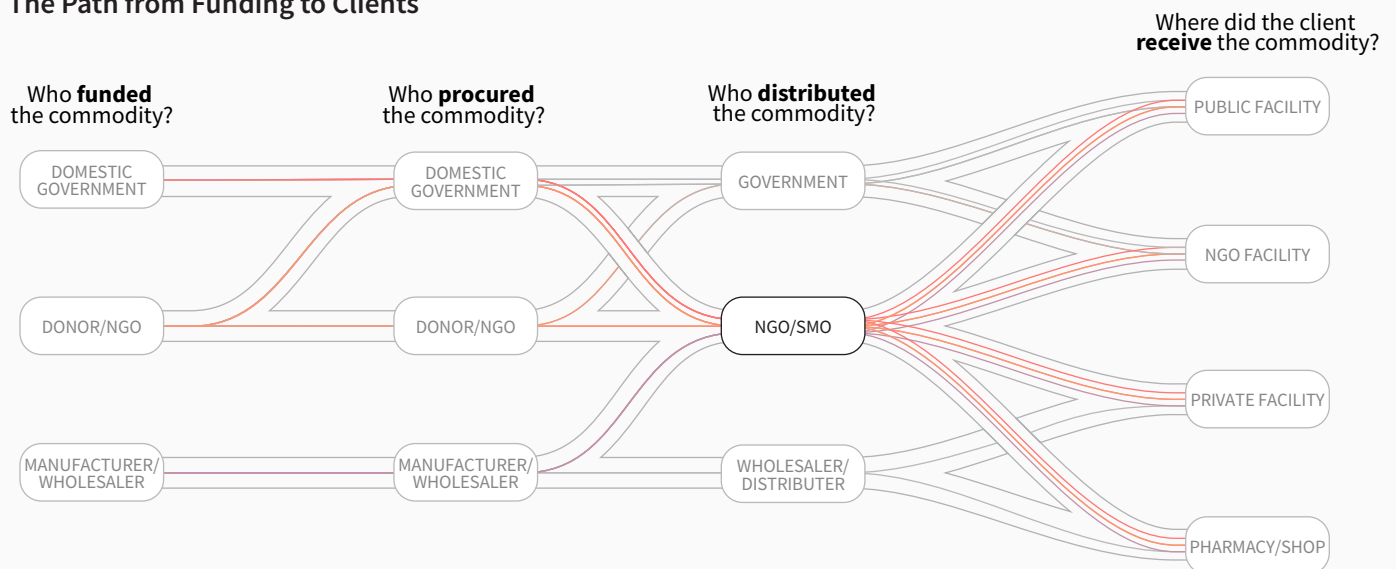 The Path from Funding to Clients
Where did the client
receive the commodity?
Who funded
the commodity?
Who procured
the commodity?
Who distributed
the commodity?
PUBLIC FACILITY
DOMESTIC
GOVERNMENT
DOMESTIC
GOVERNMENT
GOVERNMENT
NGO FACILITY
DONOR/NGO
DONOR/NGO
NGO/SMO
PRIVATE FACILITY
MANUFACTURER/
WHOLESALER
MANUFACTURER/
WHOLESALER
WHOLESALER/
DISTRIBUTER
PHARMACY/SHOP